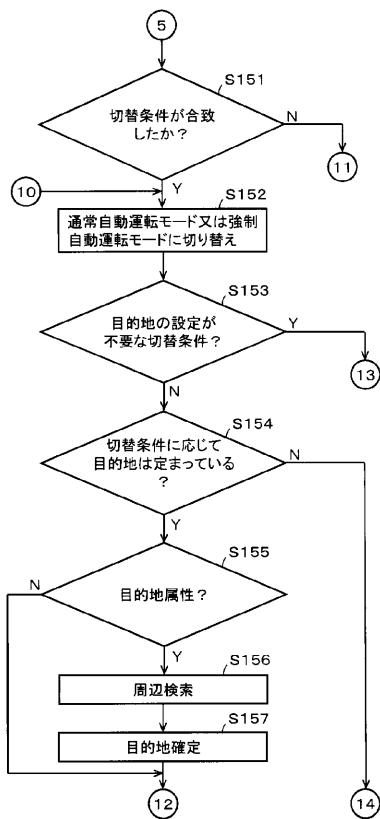 5
S151
切替条件が合致
したか？
N
11
10
Y
S152
通常自動運転モード又は強制
自動運転モードに切り替え
S153
目的地の設定が
不要な切替条件？
Y
13
N
S154
切替条件に応じて
目的地は定まっている
？
N
Y
S155
N
目的地属性？
Y
S156
周辺検索
S157
目的地確定
12
14